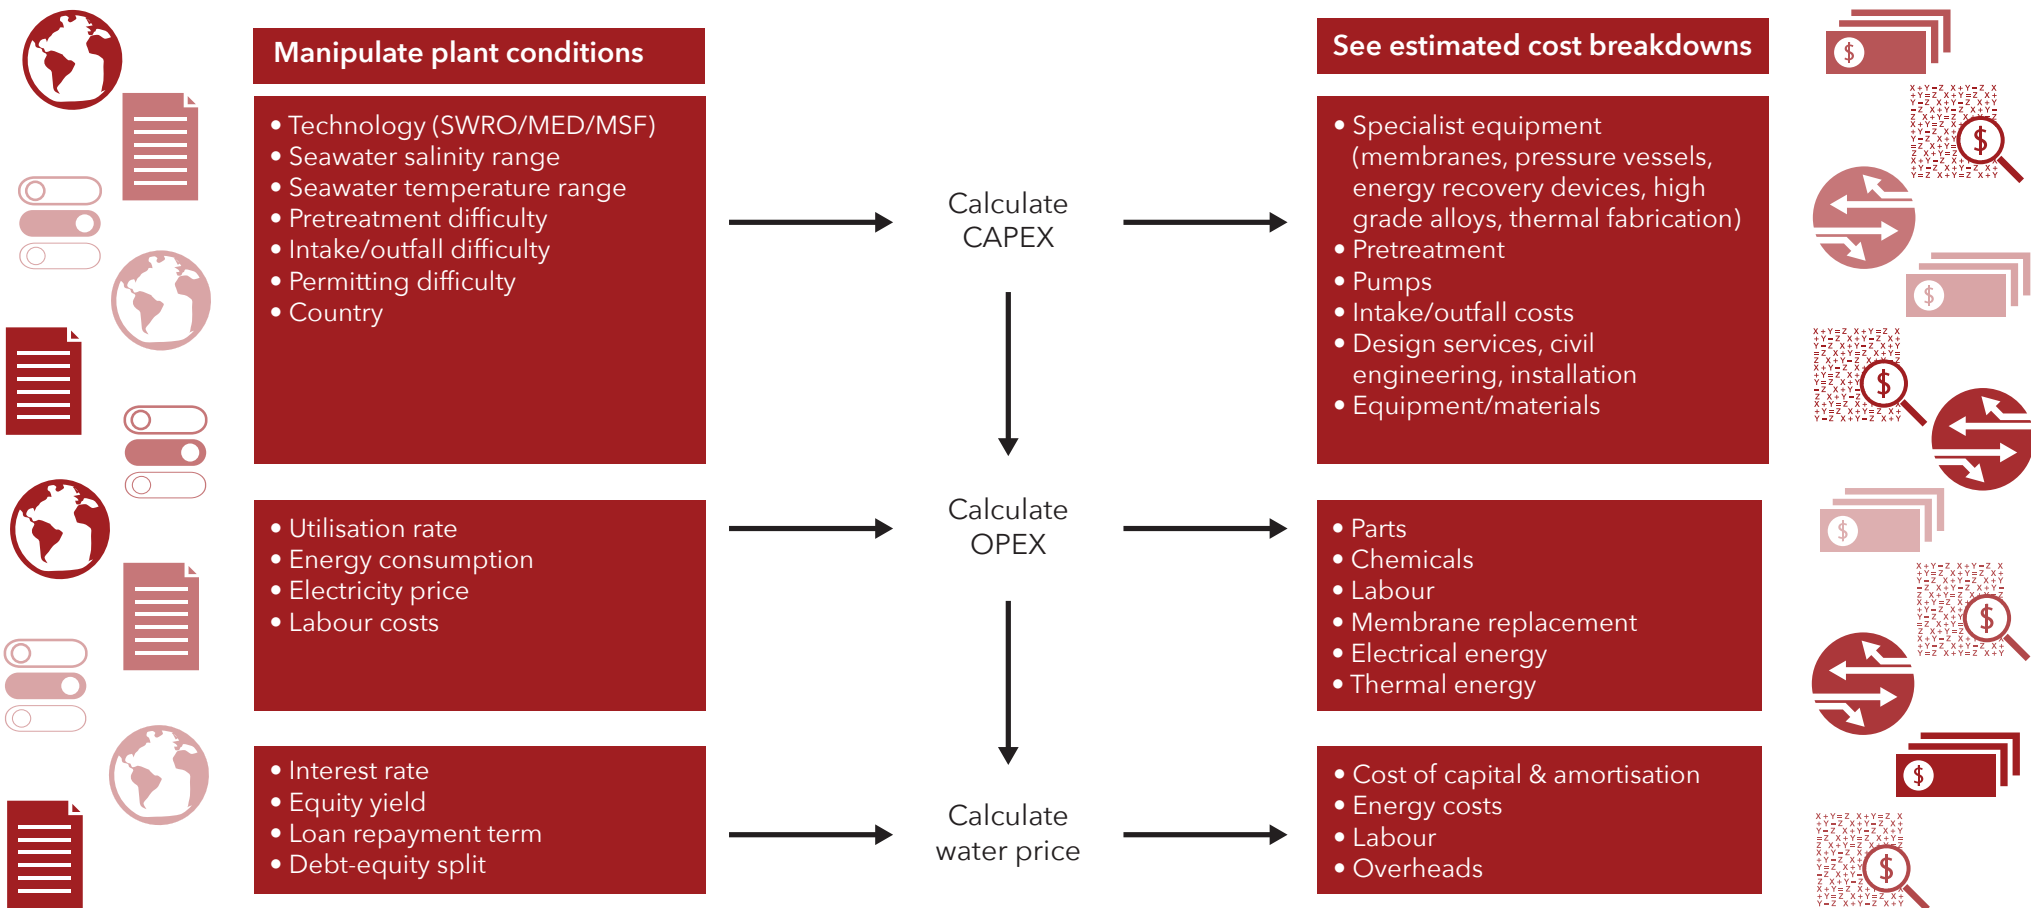 Manipulate plant conditions
• Technology (SWRO/MED/MSF)
• Seawater salinity range
• Seawater temperature range
• Pretreatment difficulty
• Intake/outfall difficulty
• Permitting difficulty
• Country
Calculate
CAPEX
See estimated cost breakdowns
• Specialist equipment
(membranes, pressure vessels,
energy recovery devices, high
grade alloys, thermal fabrication)
• Pretreatment
• Pumps
• Intake/outfall costs
• Design services, civil
engineering, installation
• Equipment/materials
• Utilisation rate
• Energy consumption
• Electricity price
• Labour costs
Calculate
OPEX
• Parts
• Chemicals
• Labour
• Membrane replacement
• Electrical energy
• Thermal energy
• Interest rate
• Equity yield
• Loan repayment term
• Debt-equity split
Calculate
water price
• Cost of capital & amortisation
• Energy costs
• Labour
• Overheads